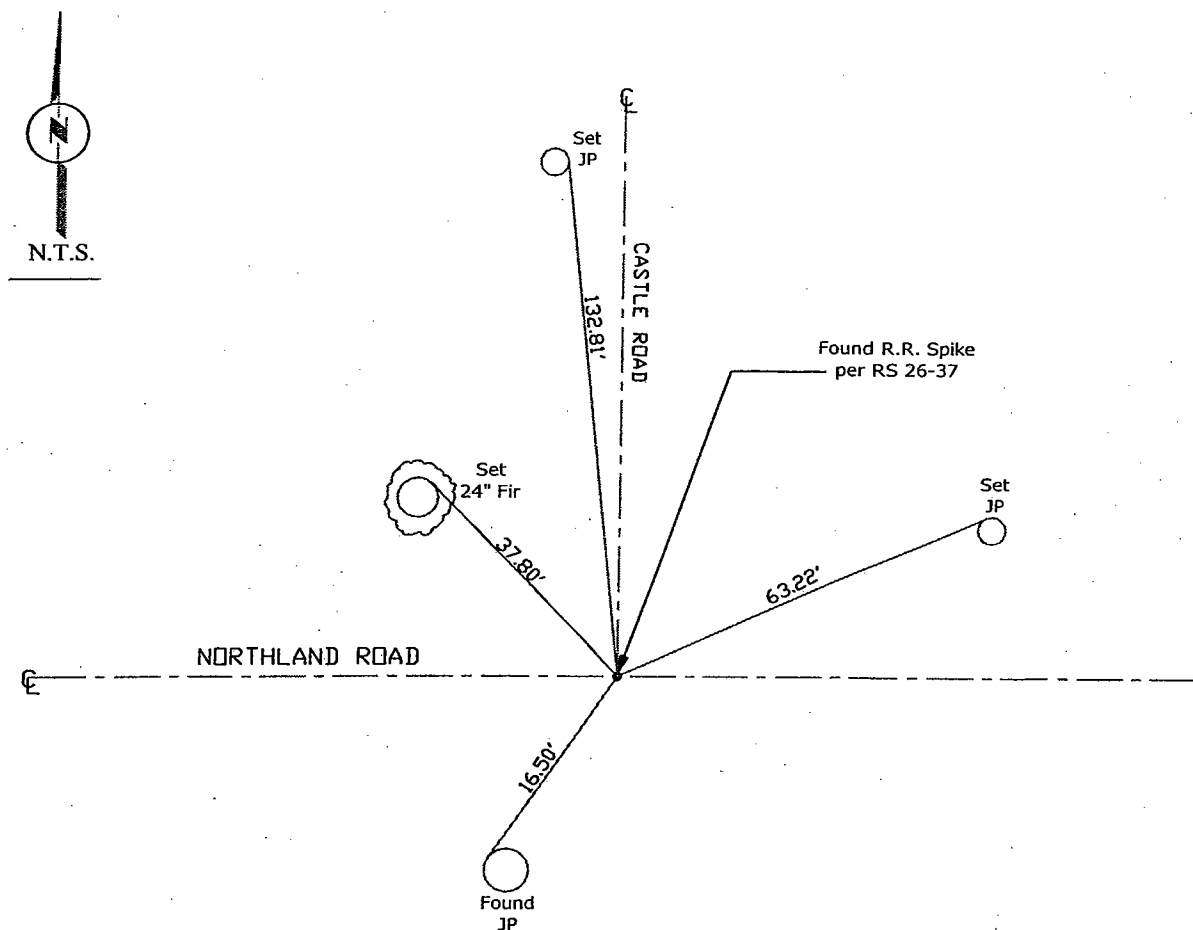 N
N.T.S.
℄
Set
JP
CASTLE ROAD
132.81'
Found R.R. Spike
per RS 26-37
Set
24" Fir
Set
JP
37.80'
63.22'
NORTHLAND ROAD
℄
16.50'
Found
JP